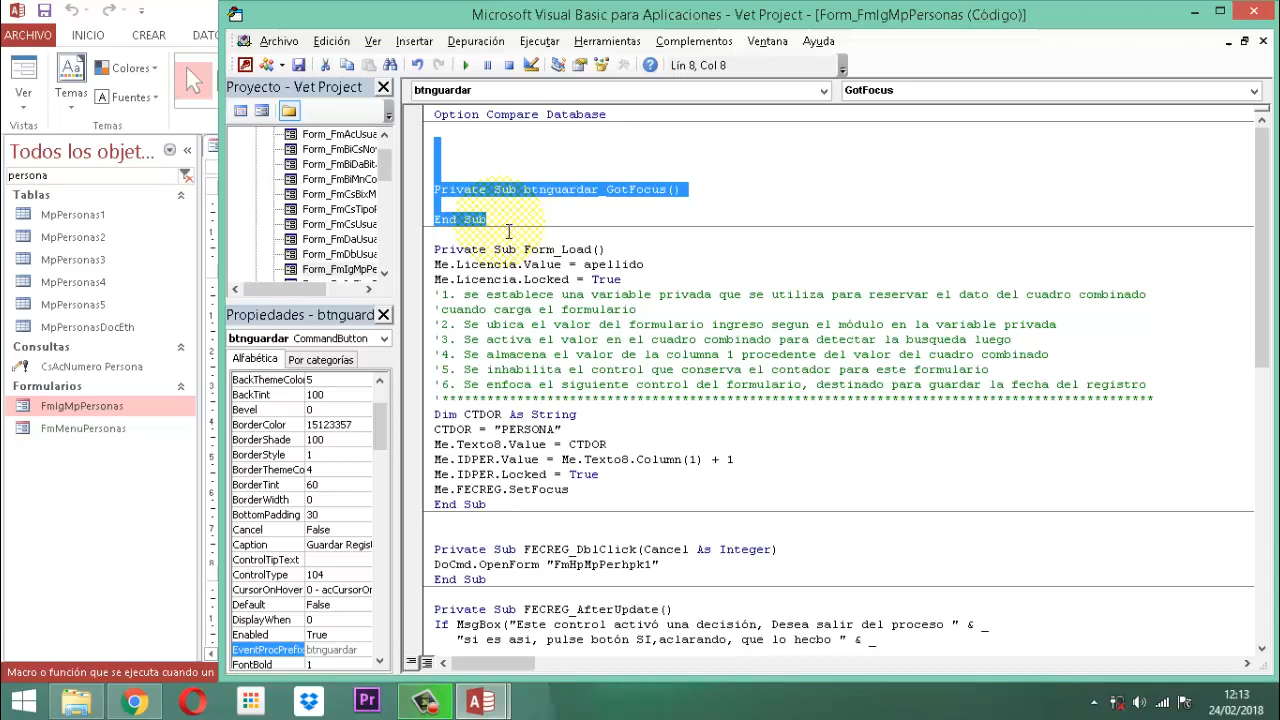 Microsoft Visual Basic para Aplicaciones - Vet Project - [Form_FmIgMpPersonas (Código)]
ARCHIVO
INICIO
CREAR
DATO
Archivo Edición Ver Insertar Depuración Ejecutar Herramientas Complementos Ventana Ayuda
Lín 8, Col 8
Ver
Temas
Colores
Fuentes
Vistas
Temas
Todos los objet...
persona
Tablas
MpPersonas1
MpPersonas2
MpPersonas3
MpPersonas4
MpPersonas5
MpPersonasDocEth
Consultas
CsAcNumero Persona
Formularios
FmIgMpPersonas
FmMenuPersonas
Macro o función que se ejecuta cuando un
Proyecto - Vet Project
Form_FmAcUsua
Form_FmBiCsNo
Form_FmBiDaBit
Form_FmBiMnCo
Form_FmCsBixM
Form_FmCsTipoF
Form_FmCsUsua
Form_FmDaUsua
Form_FmDbUsua
Form_FmIgMpPe
Propiedades - btnguard
btnguardar CommandButton
Alfabética
Por categorías
BackThemeColor 5
BackTint 100
Bevel 0
BorderColor 15123357
BorderShade 100
BorderStyle 1
BorderThemeCo 4
BorderTint 60
BorderWidth 0
BottomPadding 30
Cancel False
Caption Guardar Regist
ControlTipText
ControlType 104
CursorOnHover 0 - acCursorOn
Default False
DisplayWhen 0
Enabled True
EventProcPrefix btnguardar
FontBold 1
btnguardar
GotFocus
Option Compare Database
Private Sub btnguardar_GotFocus()
End Sub
Private Sub Form_Load()
Me.Licencia.Value = apellido
Me.Licencia.Locked = True
'1. se establece una variable privada que se utiliza para reservar el dato del cuadro combinado
'cuando carga el formulario
'2. Se ubica el valor del formulario ingreso segun el módulo en la variable privada
'3. Se activa el valor en el cuadro combinado para detectar la busqueda luego
'4. Se almacena el valor de la columna 1 procedente del valor del cuadro combinado
'5. Se inhabilita el control que conserva el contador para este formulario
'6. Se enfoca el siguiente control del formulario, destinado para guardar la fecha del registro
'*********************************************************************************************
Dim CTDOR As String
CTDOR = "PERSONA"
Me.Texto8.Value = CTDOR
Me.IDPER.Value = Me.Texto8.Column(1) + 1
Me.IDPER.Locked = True
Me.FECREG.SetFocus
End Sub
Private Sub FECREG_DblClick(Cancel As Integer)
DoCmd.OpenForm "FmHpMpPerhpk1"
End Sub
Private Sub FECREG_AfterUpdate()
If MsgBox("Este control activó una decisión, Desea salir del proceso " & _
"si es asi, pulse botón SI,aclarando, que lo hecbo " & _
12:13
24/02/2018